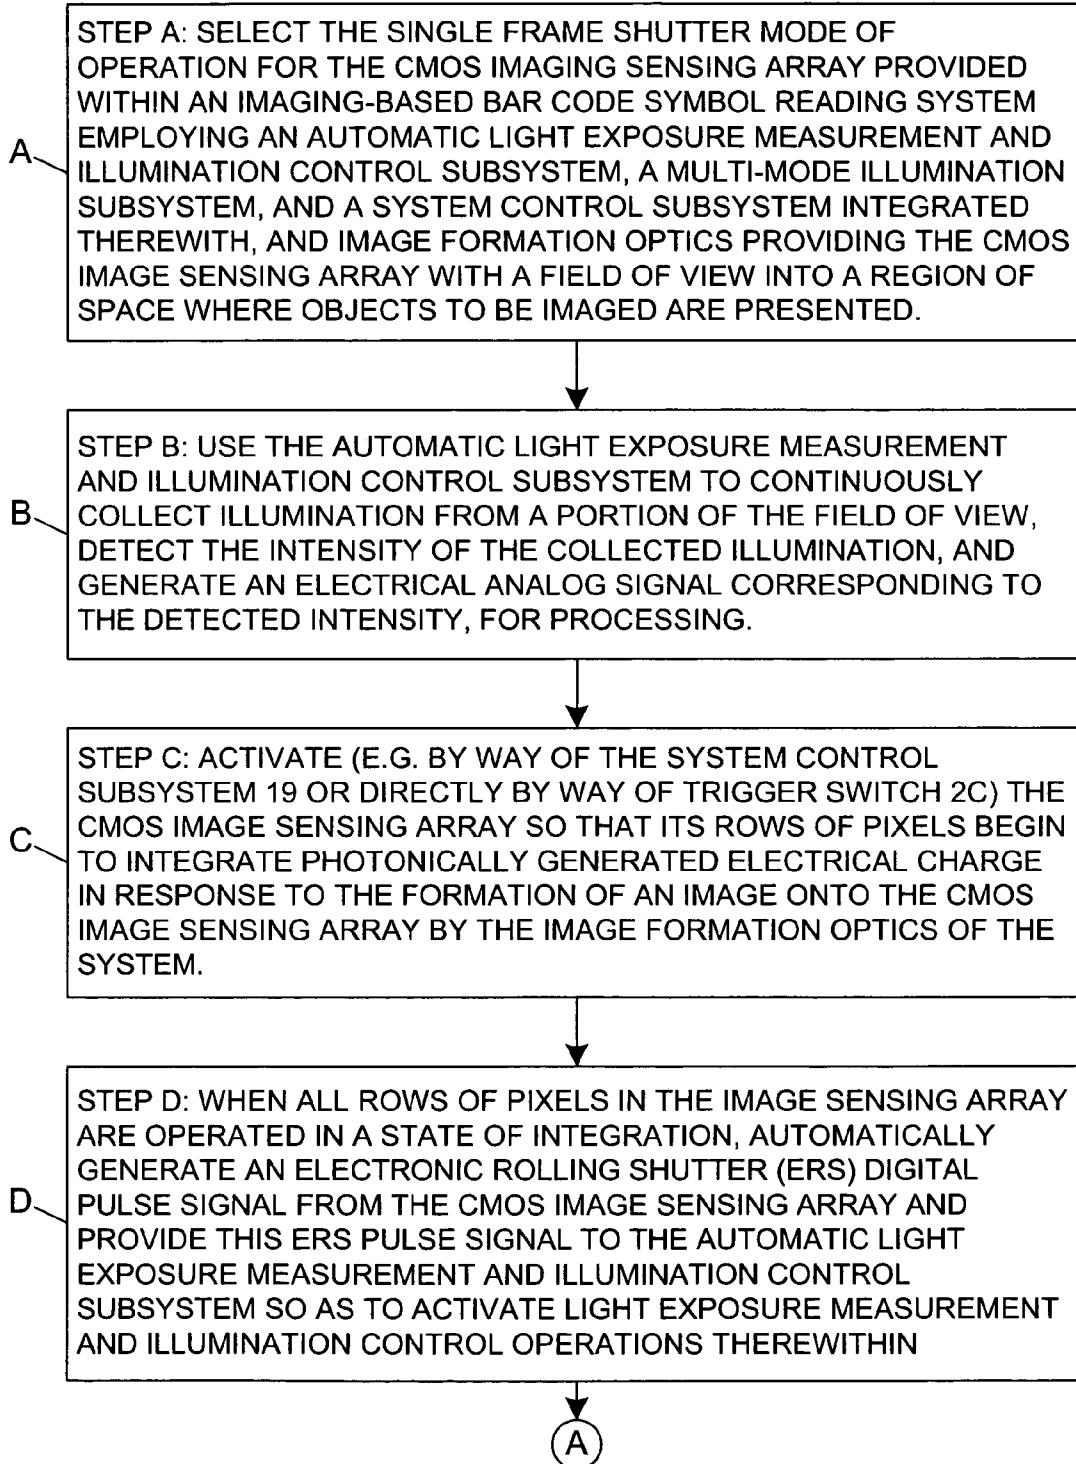 STEP A: SELECT THE SINGLE FRAME SHUTTER MODE OF
OPERATION FOR THE CMOS IMAGING SENSING ARRAY PROVIDED
WITHIN AN IMAGING-BASED BAR CODE SYMBOL READING SYSTEM
EMPLOYING AN AUTOMATIC LIGHT EXPOSURE MEASUREMENT AND
A
ILLUMINATION CONTROL SUBSYSTEM, A MULTI-MODE ILLUMINATION
SUBSYSTEM, AND A SYSTEM CONTROL SUBSYSTEM INTEGRATED
THEREWITH, AND IMAGE FORMATION OPTICS PROVIDING THE CMOS
IMAGE SENSING ARRAY WITH A FIELD OF VIEW INTO A REGION OF
SPACE WHERE OBJECTS TO BE IMAGED ARE PRESENTED.
STEP B: USE THE AUTOMATIC LIGHT EXPOSURE MEASUREMENT
AND ILLUMINATION CONTROL SUBSYSTEM TO CONTINUOUSLY
B
COLLECT ILLUMINATION FROM A PORTION OF THE FIELD OF VIEW,
DETECT THE INTENSITY OF THE COLLECTED ILLUMINATION, AND
GENERATE AN ELECTRICAL ANALOG SIGNAL CORRESPONDING TO
THE DETECTED INTENSITY, FOR PROCESSING.
STEP C: ACTIVATE (E.G. BY WAY OF THE SYSTEM CONTROL
SUBSYSTEM 19 OR DIRECTLY BY WAY OF TRIGGER SWITCH 2C) THE
C
CMOS IMAGE SENSING ARRAY SO THAT ITS ROWS OF PIXELS BEGIN
TO INTEGRATE PHOTONICALLY GENERATED ELECTRICAL CHARGE
IN RESPONSE TO THE FORMATION OF AN IMAGE ONTO THE CMOS
IMAGE SENSING ARRAY BY THE IMAGE FORMATION OPTICS OF THE
SYSTEM.
STEP D: WHEN ALL ROWS OF PIXELS IN THE IMAGE SENSING ARRAY
ARE OPERATED IN A STATE OF INTEGRATION, AUTOMATICALLY
GENERATE AN ELECTRONIC ROLLING SHUTTER (ERS) DIGITAL
D
PULSE SIGNAL FROM THE CMOS IMAGE SENSING ARRAY AND
PROVIDE THIS ERS PULSE SIGNAL TO THE AUTOMATIC LIGHT
EXPOSURE MEASUREMENT AND ILLUMINATION CONTROL
SUBSYSTEM SO AS TO ACTIVATE LIGHT EXPOSURE MEASUREMENT
AND ILLUMINATION CONTROL OPERATIONS THEREWITHIN
A